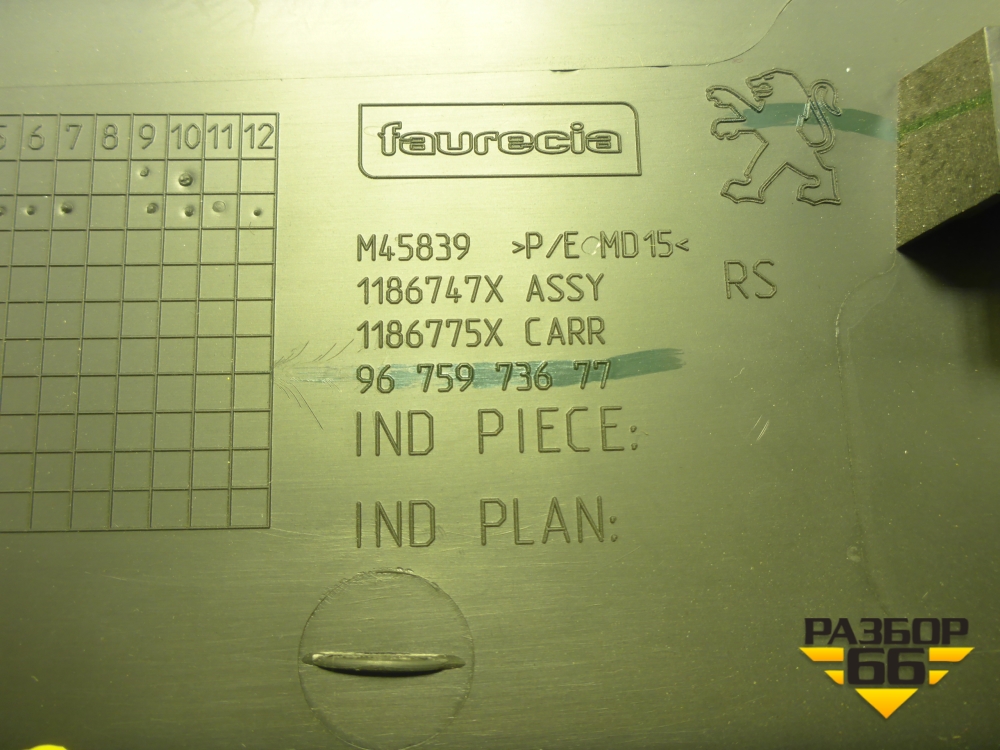 5 6 7 8 9 10 11 12
faurecia
M45839 >P/E MD15<
1186747X ASSY
RS
1186775X CARR
96 759 736 77
IND PIECE:
IND PLAN:
РАЗБОР
66